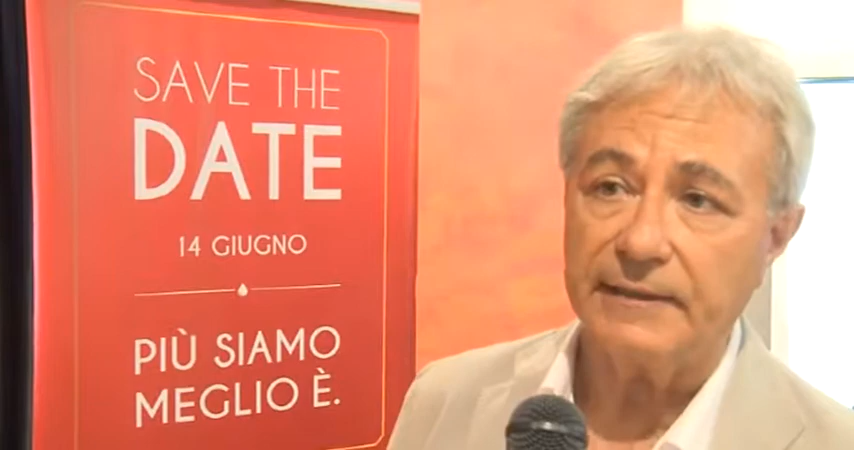 SAVE THE
DATE
14 GIUGNO
PIÙ SIAMO
MEGLIO È.